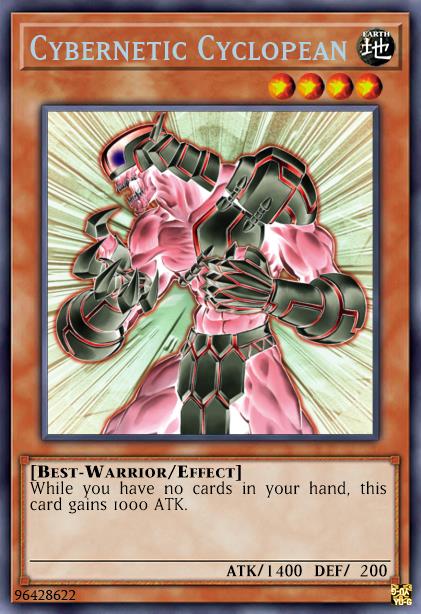 CYBERNETIC CYCLOPEAN
EARTH
地
[BEST-WARRIOR/EFFECT]
While you have no cards in your hand, this
card gains 1000 ATK.
ATK/1400 DEF/ 200
96428622